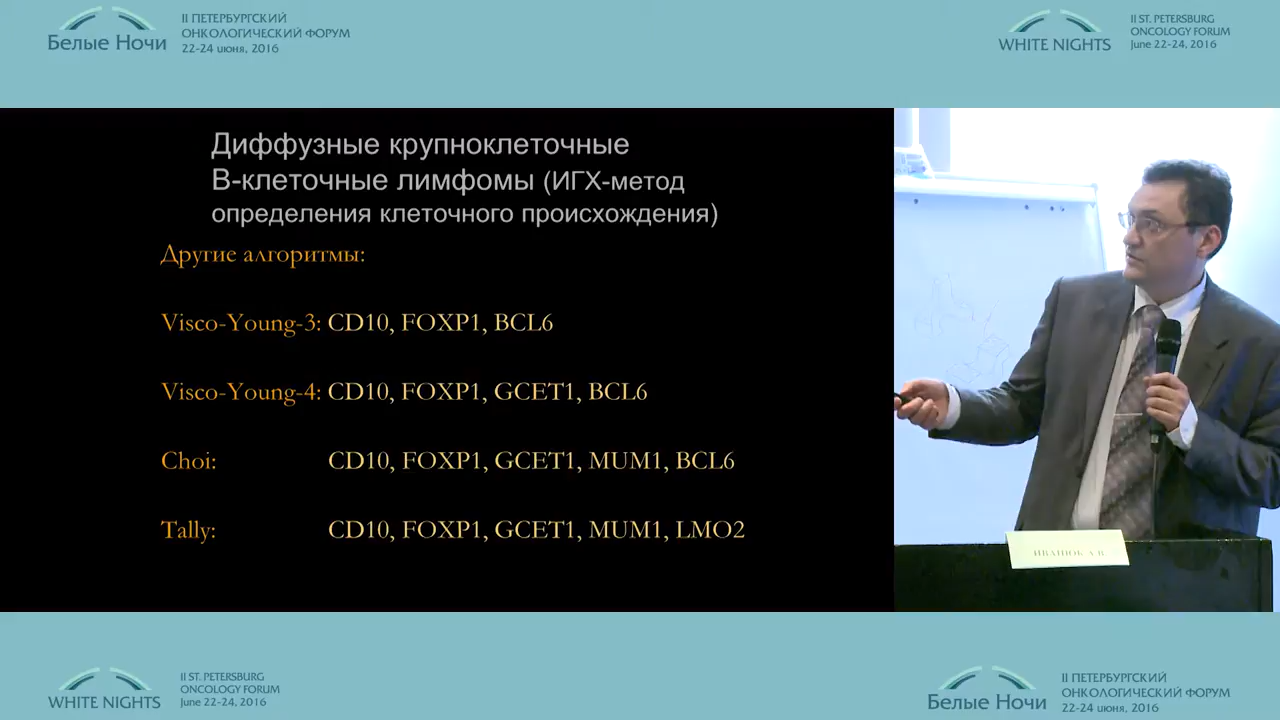 Белые Ночи
II ПЕТЕРБУРГСКИЙ
ОНКОЛОГИЧЕСКИЙ ФОРУМ
22-24 июня, 2016
WHITE NIGHTS
II ST. PETERSBURG
ONCOLOGY FORUM
June 22-24, 2016
Диффузные крупноклеточные
В-клеточные лимфомы (ИГХ-метод
определения клеточного происхождения)
Другие алгоритмы:
Visco-Young-3: CD10, FOXP1, BCL6
Visco-Young-4: CD10, FOXP1, GCET1, BCL6
Choi: CD10, FOXP1, GCET1, MUM1, BCL6
Tally: CD10, FOXP1, GCET1, MUM1, LMO2
WHITE NIGHTS
II ST. PETERSBURG
ONCOLOGY FORUM
June 22-24, 2016
Белые Ночи
II ПЕТЕРБУРГСКИЙ
ОНКОЛОГИЧЕСКИЙ ФОРУМ
22-24 июня, 2016